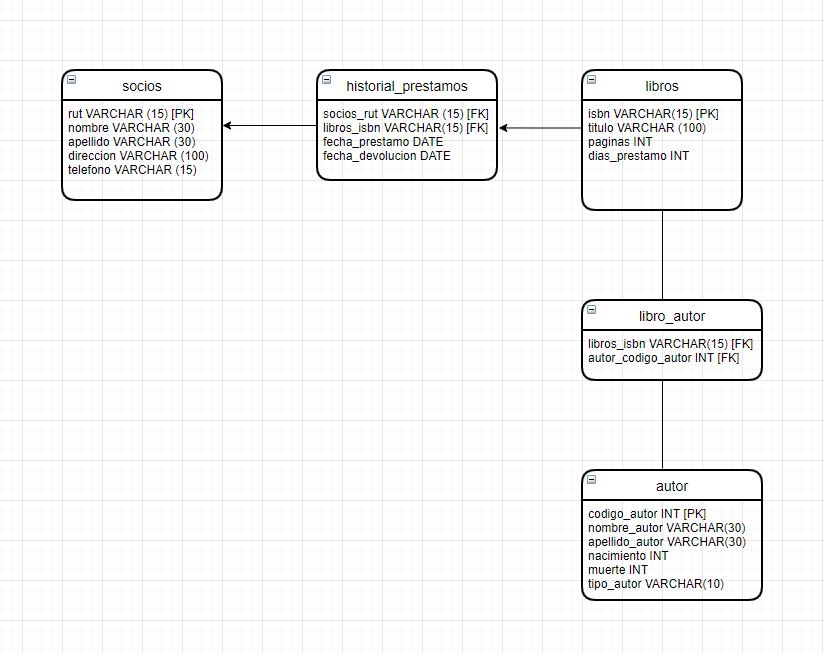 socios
rut VARCHAR (15) [PK]
nombre VARCHAR (30)
apellido VARCHAR (30)
direccion VARCHAR (100)
telefono VARCHAR (15)
historial_prestamos
socios_rut VARCHAR (15) [FK]
libros_isbn VARCHAR(15) [FK]
fecha_prestamo DATE
fecha_devolucion DATE
libros
isbn VARCHAR(15) [PK]
titulo VARCHAR (100)
paginas INT
dias_prestamo INT
libro_autor
libros_isbn VARCHAR(15) [FK]
autor_codigo_autor INT [FK]
autor
codigo_autor INT [PK]
nombre_autor VARCHAR(30)
apellido_autor VARCHAR(30)
nacimiento INT
muerte INT
tipo_autor VARCHAR(10)